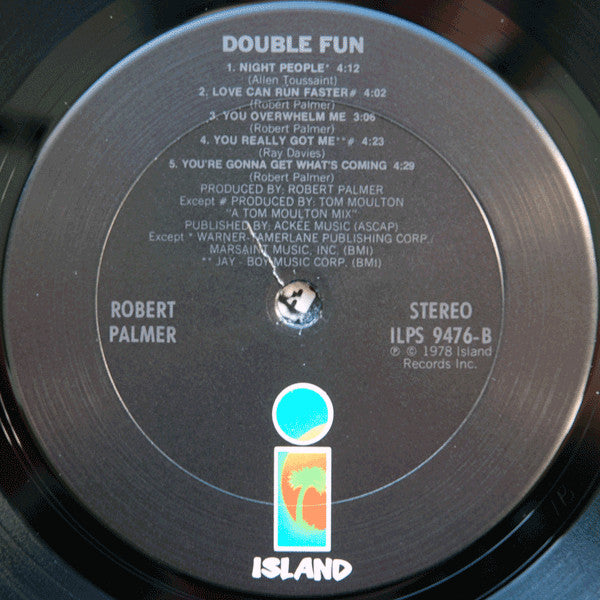 DOUBLE FUN
1. NIGHT PEOPLE* 4:12
(Allen Toussaint)
2. LOVE CAN RUN FASTER# 4:02
(Robert Palmer)
3. YOU OVERWHELM ME 3:06
(Robert Palmer)
4. YOU REALLY GOT ME**# 4:23
(Ray Davies)
5. YOU'RE GONNA GET WHAT'S COMING 4:29
(Robert Palmer)
PRODUCED BY: ROBERT PALMER
Except # PRODUCED BY: TOM MOULTON
"A TOM MOULTON MIX"
PUBLISHED BY: ACKEE MUSIC (ASCAP)
Except * WARNER-TAMERLANE PUBLISHING CORP./
MARSAINT MUSIC, INC. (BMI)
** JAY - BOY MUSIC CORP. (BMI)
ROBERT
PALMER
STEREO
ILPS 9476-B
℗ © 1978 Island
Records Inc.
ISLAND